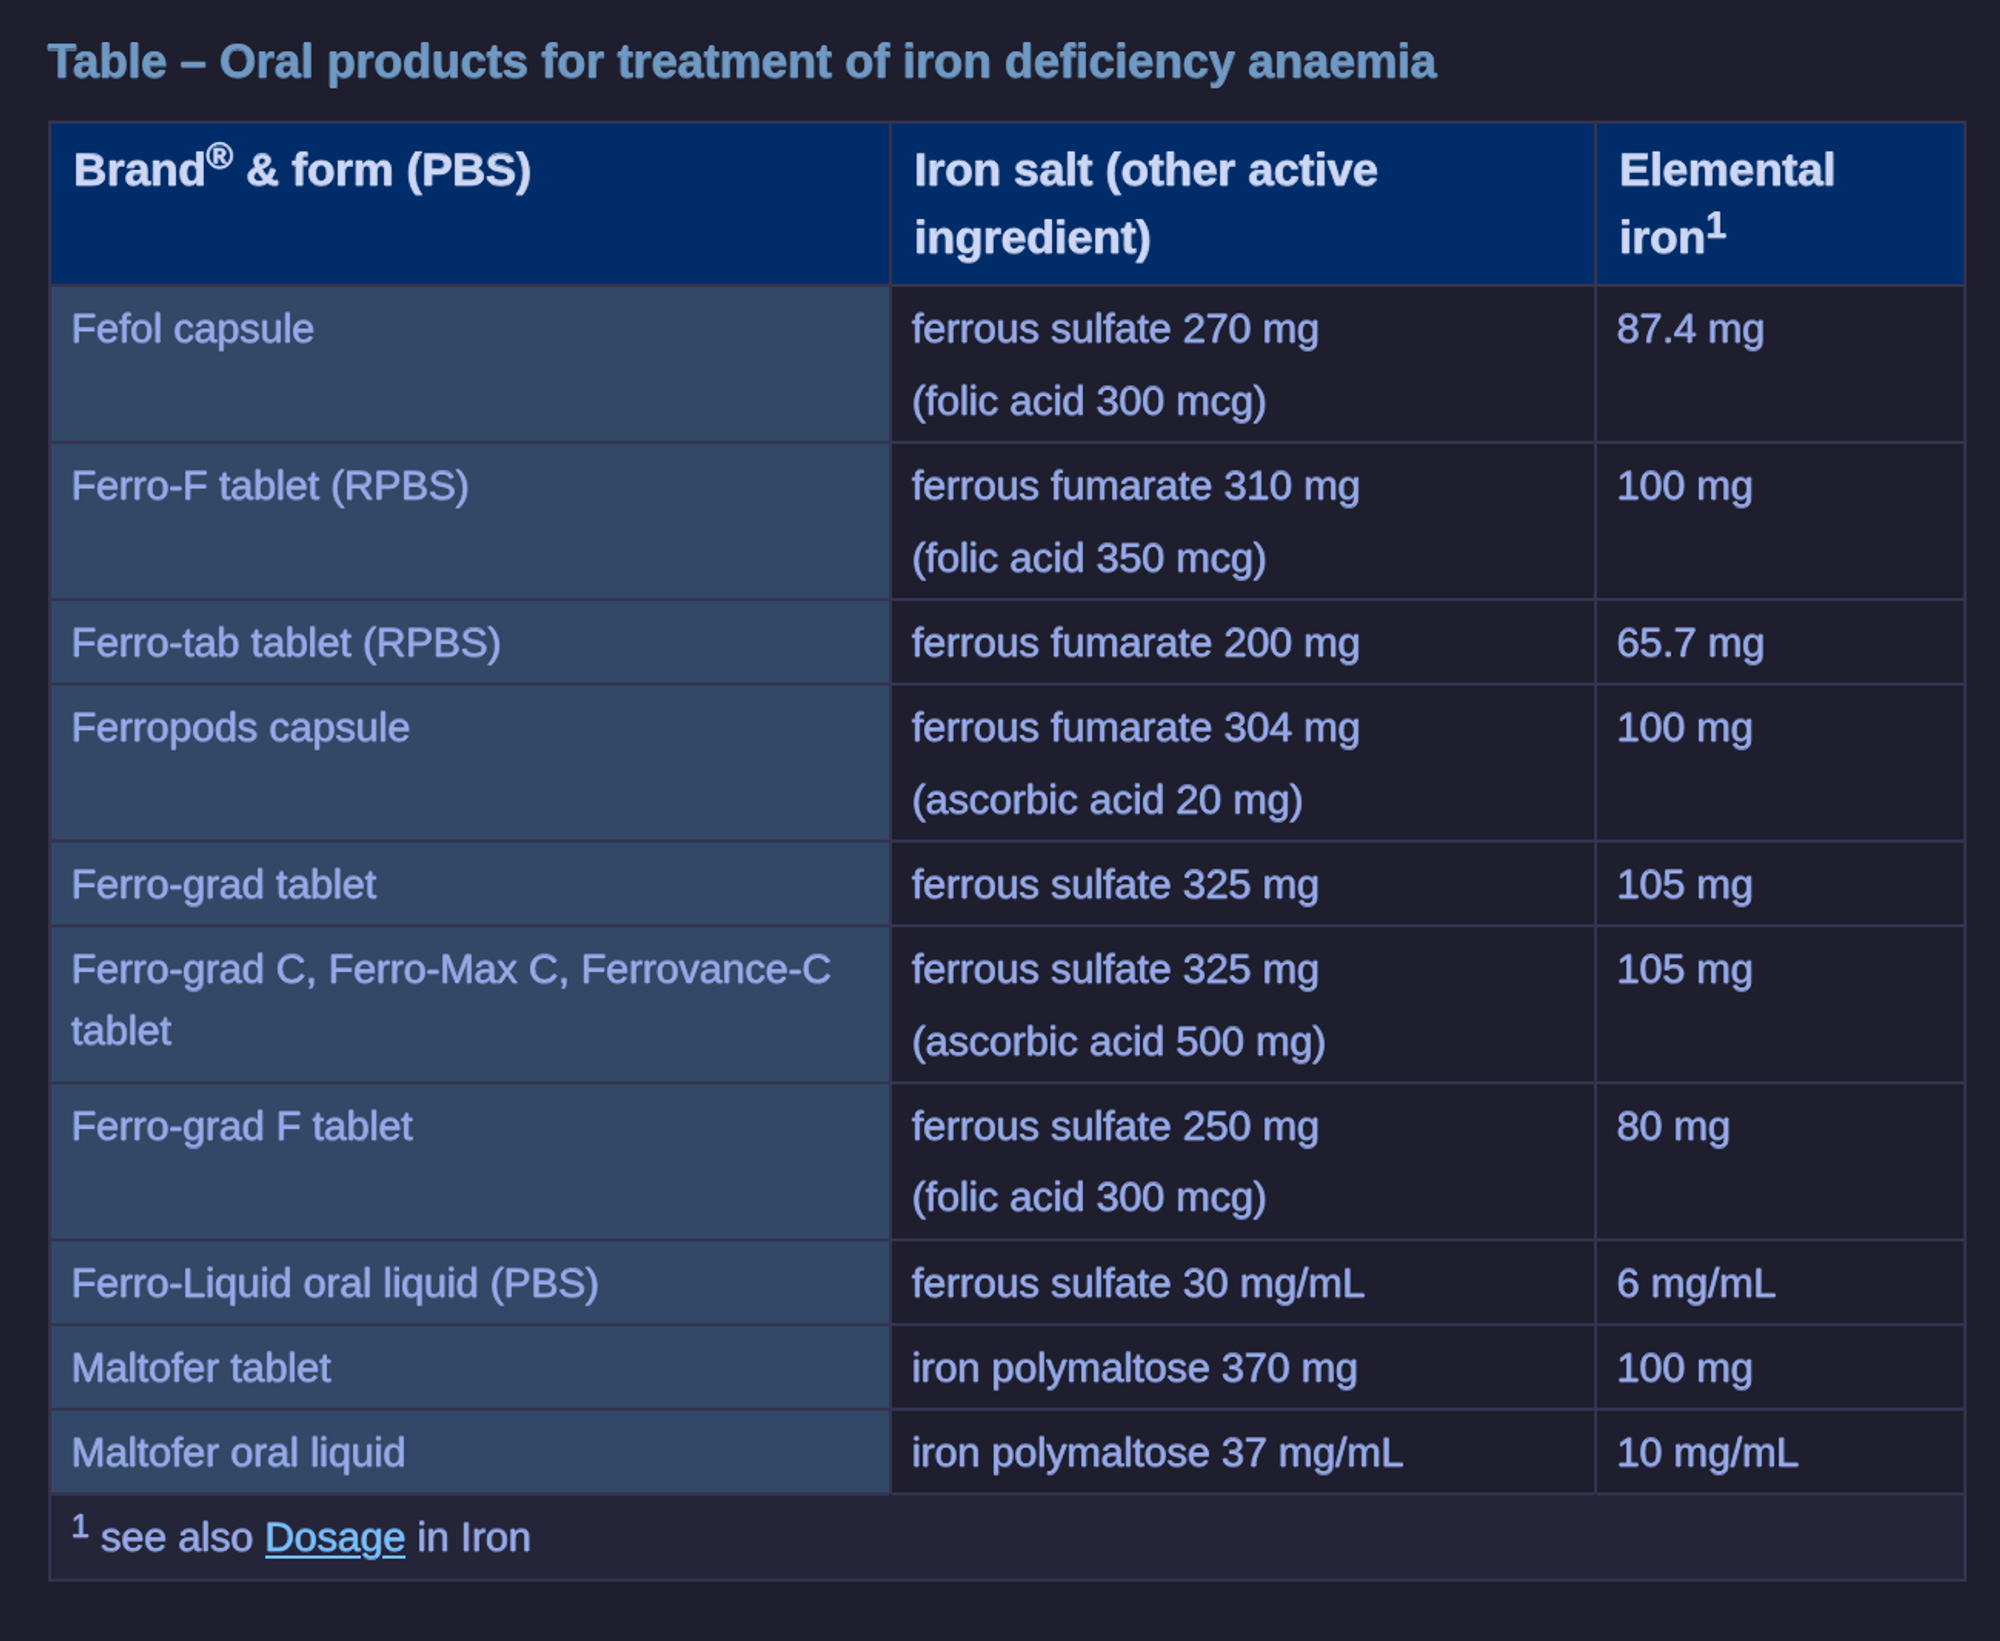 Table – Oral products for treatment of iron deficiency anaemia
Brand® & form (PBS)
Iron salt (other active
ingredient)
Elemental
iron¹
Fefol capsule
ferrous sulfate 270 mg
(folic acid 300 mcg)
87.4 mg
Ferro-F tablet (RPBS)
ferrous fumarate 310 mg
(folic acid 350 mcg)
100 mg
Ferro-tab tablet (RPBS)
ferrous fumarate 200 mg
65.7 mg
Ferropods capsule
ferrous fumarate 304 mg
(ascorbic acid 20 mg)
100 mg
Ferro-grad tablet
ferrous sulfate 325 mg
105 mg
Ferro-grad C, Ferro-Max C, Ferrovance-C
tablet
ferrous sulfate 325 mg
(ascorbic acid 500 mg)
105 mg
Ferro-grad F tablet
ferrous sulfate 250 mg
(folic acid 300 mcg)
80 mg
Ferro-Liquid oral liquid (PBS)
ferrous sulfate 30 mg/mL
6 mg/mL
Maltofer tablet
iron polymaltose 370 mg
100 mg
Maltofer oral liquid
iron polymaltose 37 mg/mL
10 mg/mL
¹ see also Dosage in Iron